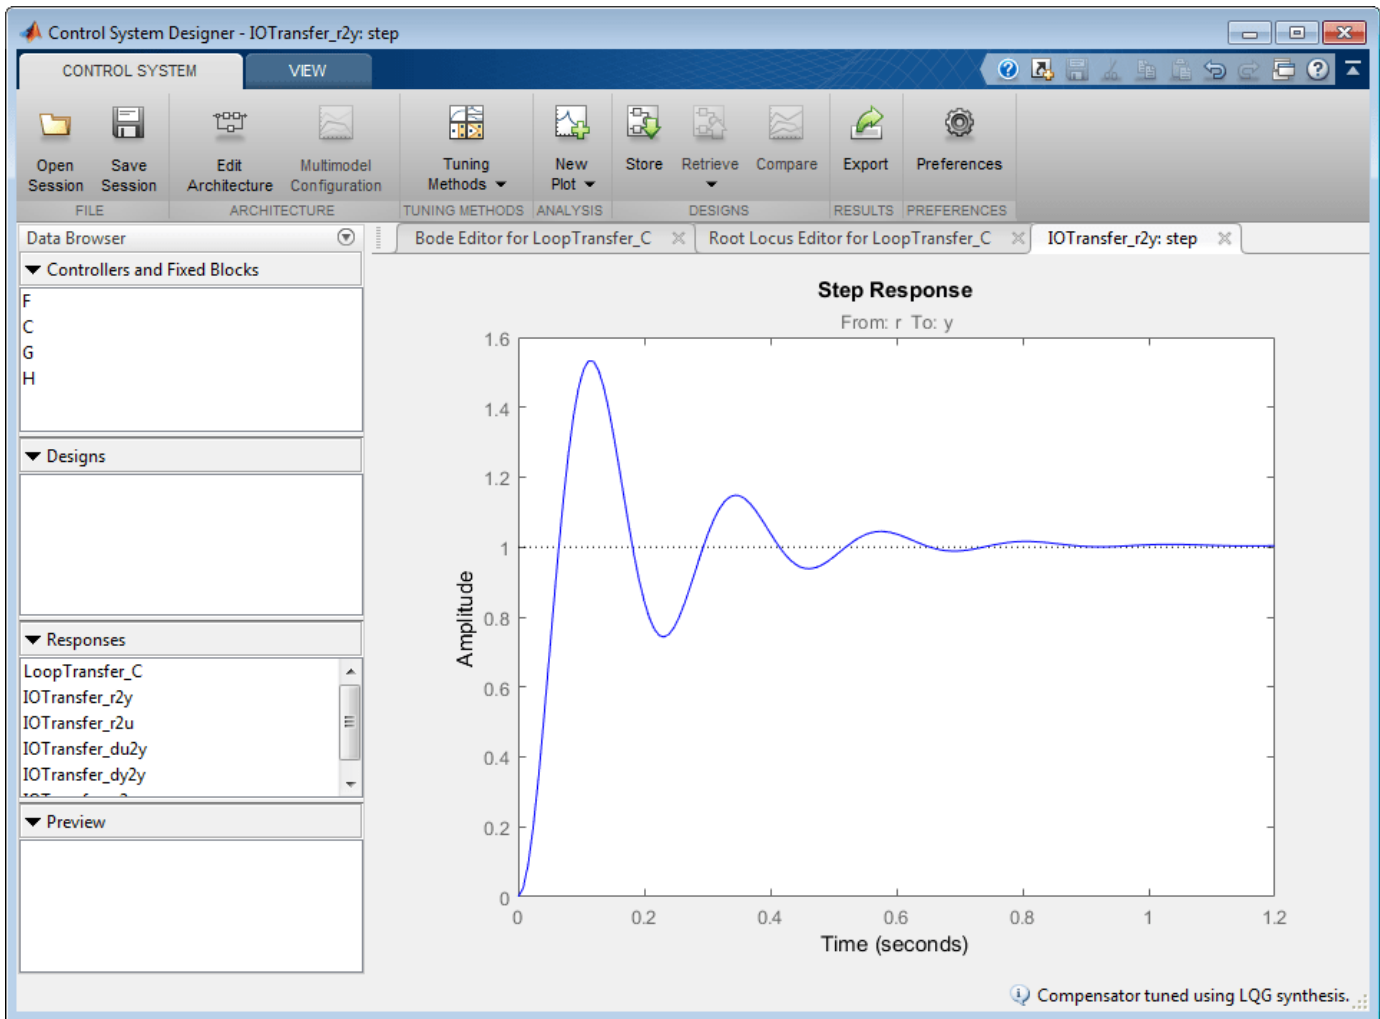 Control System Designer - IOTransfer_r2y: step
CONTROL SYSTEM VIEW
Open Session
Save Session
Edit Architecture
Multimodel Configuration
Tuning Methods
New Plot
Store
Retrieve
Compare
Export
Preferences
FILE ARCHITECTURE TUNING METHODS ANALYSIS DESIGNS RESULTS PREFERENCES
Data Browser
Controllers and Fixed Blocks
F
C
G
H
Designs
Responses
LoopTransfer_C
IOTransfer_r2y
IOTransfer_r2u
IOTransfer_du2y
IOTransfer_dy2y
Preview
Bode Editor for LoopTransfer_C
Root Locus Editor for LoopTransfer_C
IOTransfer_r2y: step
Step Response
From: r To: y
1.6
1.4
1.2
1
0.8
0.6
0.4
0.2
0
Amplitude
0 0.2 0.4 0.6 0.8 1 1.2
Time (seconds)
Compensator tuned using LQG synthesis.